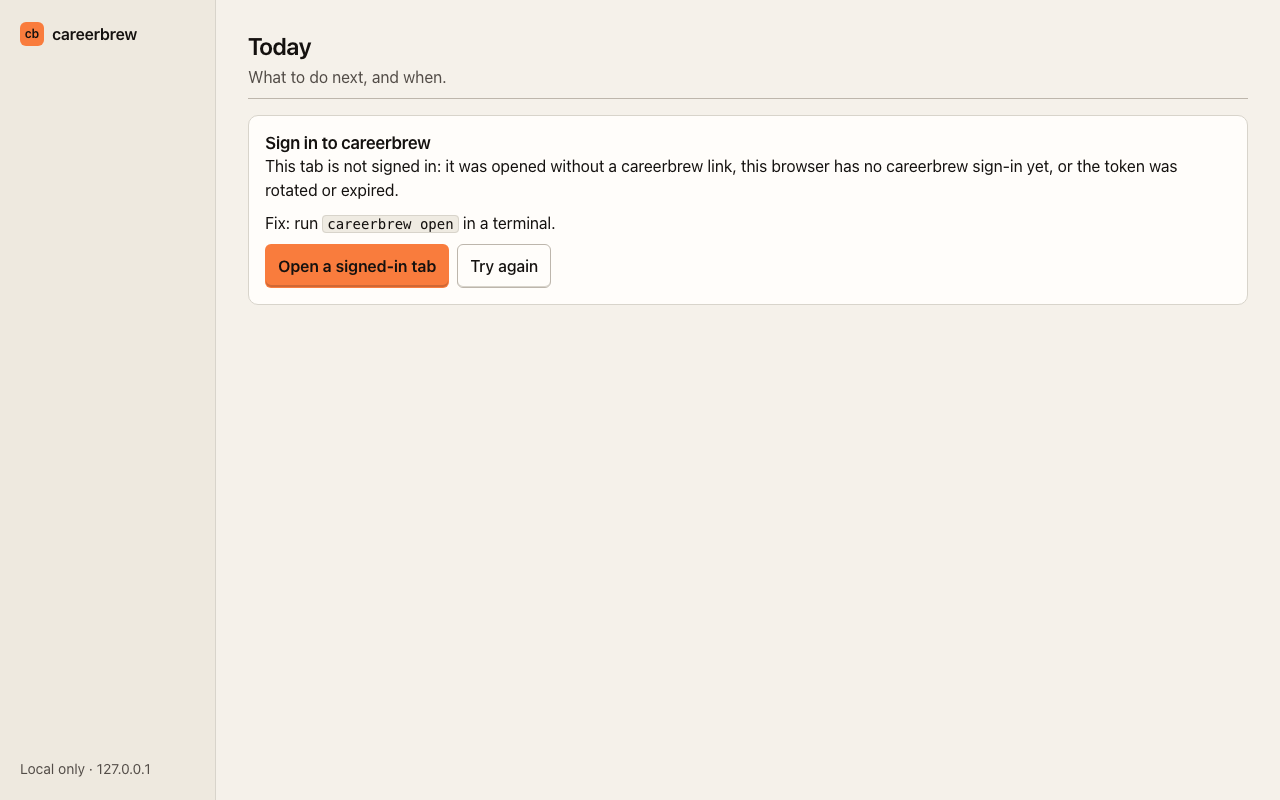 cb careerbrew
Today
What to do next, and when.
Sign in to careerbrew
This tab is not signed in: it was opened without a careerbrew link, this browser has no careerbrew sign-in yet, or the token was
rotated or expired.
Fix: run careerbrew open in a terminal.
Open a signed-in tab
Try again
Local only · 127.0.0.1